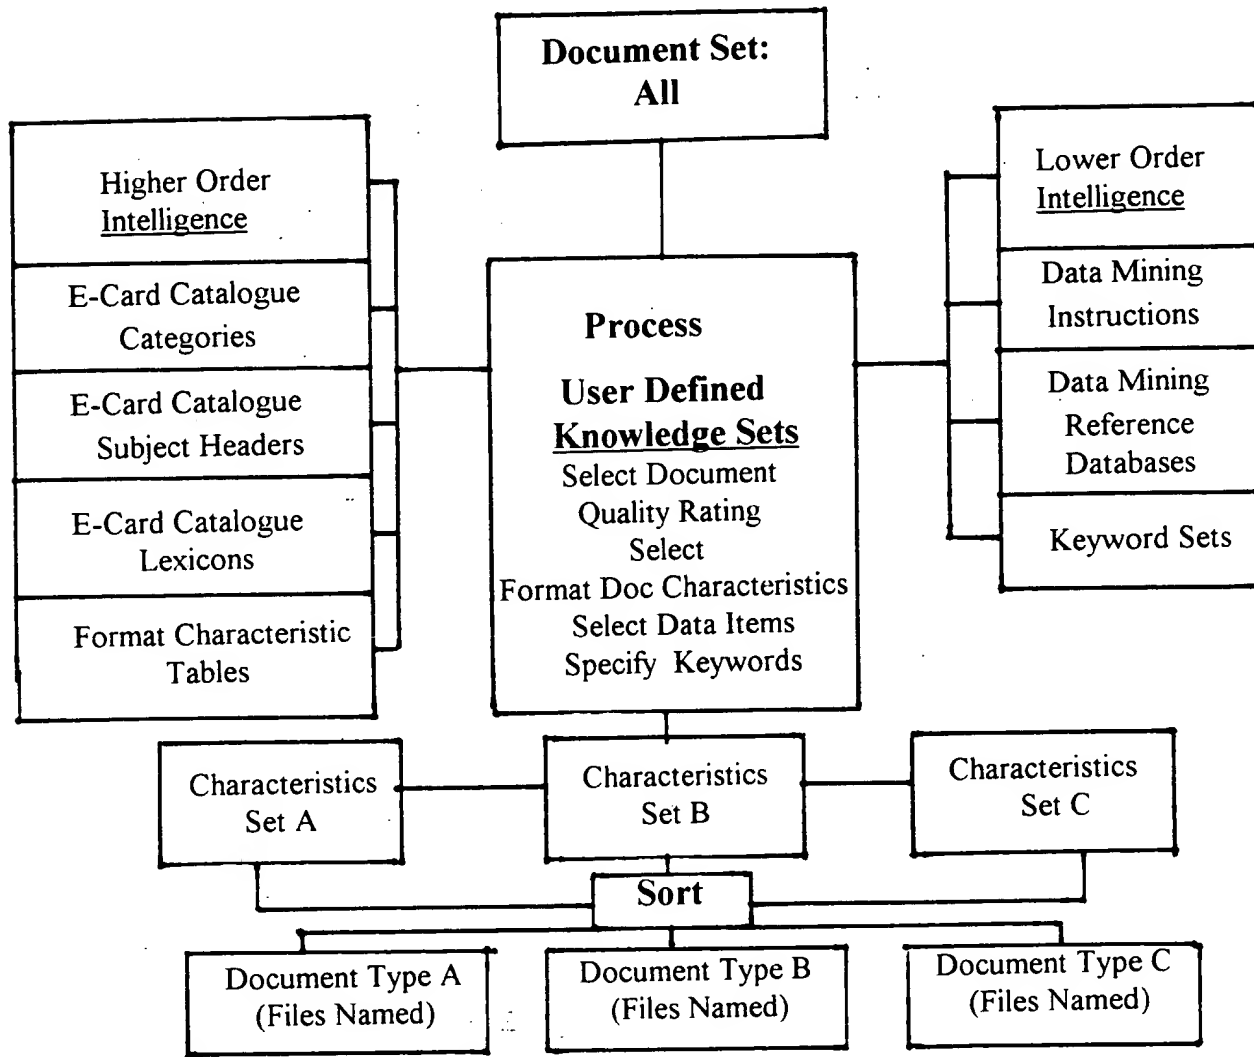 Document Set:
All
Higher Order
Intelligence
E-Card Catalogue
Categories
E-Card Catalogue
Subject Headers
E-Card Catalogue
Lexicons
Format Characteristic
Tables
Process
User Defined
Knowledge Sets
Select Document
Quality Rating
Select
Format Doc Characteristics
Select Data Items
Specify Keywords
Lower Order
Intelligence
Data Mining
Instructions
Data Mining
Reference
Databases
Keyword Sets
Characteristics
Set A
Characteristics
Set B
Characteristics
Set C
Sort
Document Type A
(Files Named)
Document Type B
(Files Named)
Document Type C
(Files Named)